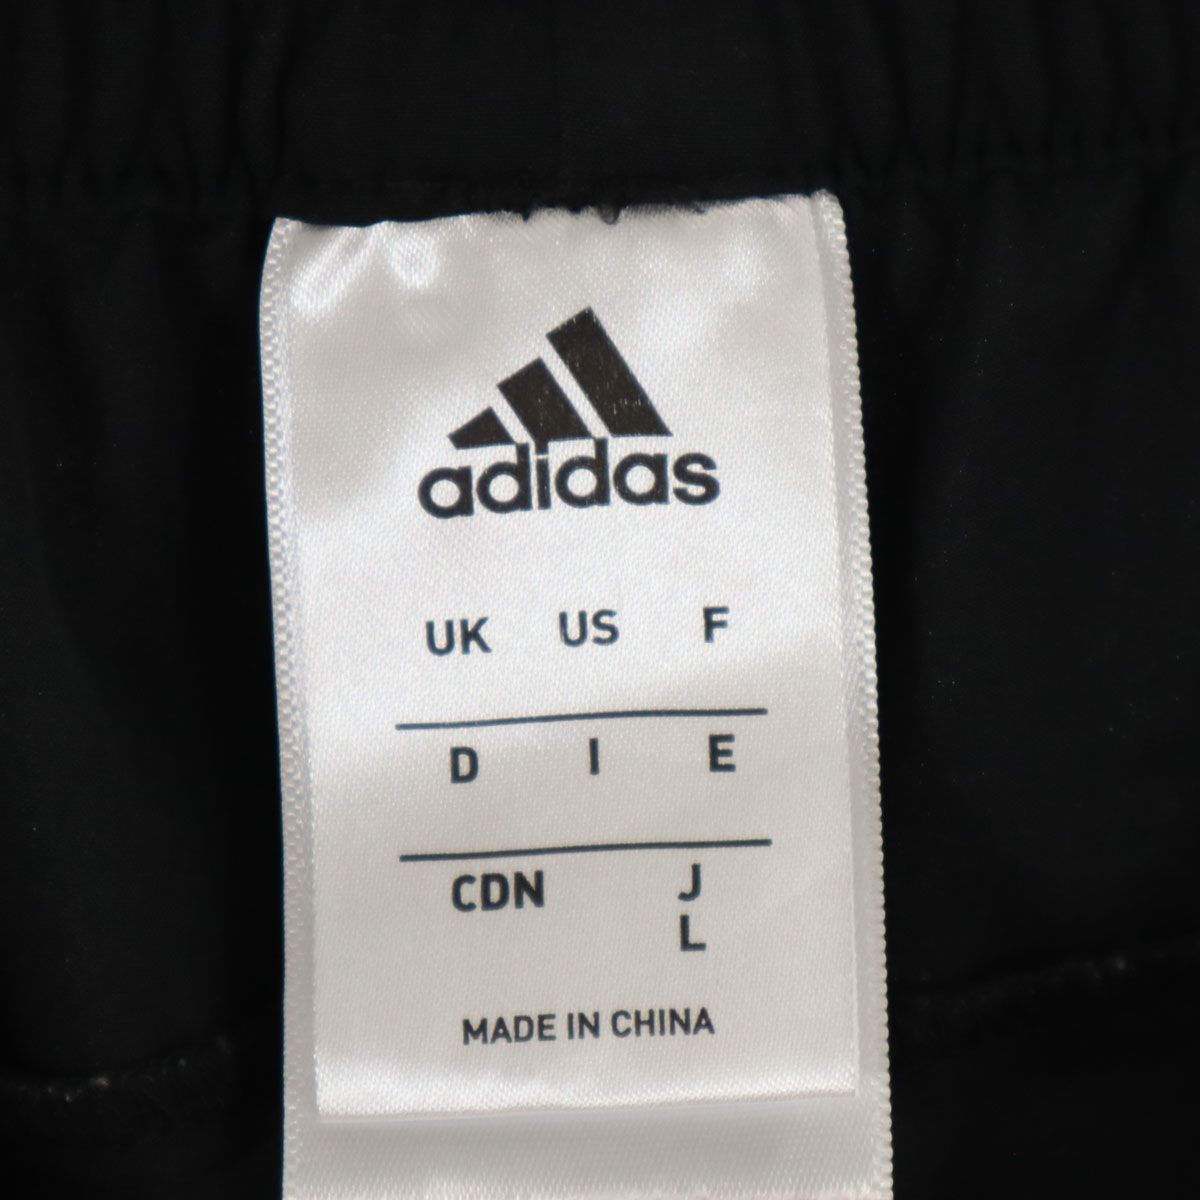 adidas
UK US F
D I E
CDN J
L
MADE IN CHINA